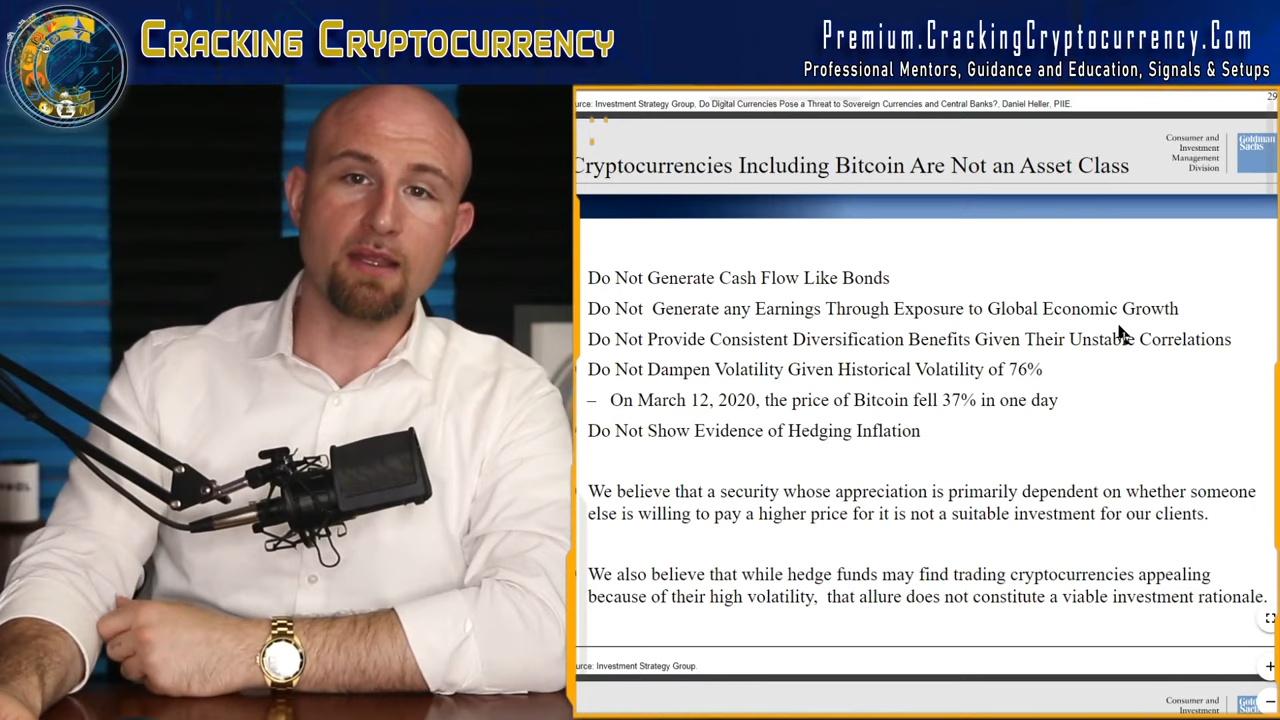 CRACKING CRYPTOCURRENCY
Premium.CrackingCryptocurrency.Com
Professional Mentors, Guidance and Education, Signals & Setups
29
urce: Investment Strategy Group, Do Digital Currencies Pose a Threat to Sovereign Currencies and Central Banks?, Daniel Heller, PIIE.
Consumer and
Investment
Management
Division
Goldman
Sachs
Cryptocurrencies Including Bitcoin Are Not an Asset Class
Do Not Generate Cash Flow Like Bonds
Do Not Generate any Earnings Through Exposure to Global Economic Growth
Do Not Provide Consistent Diversification Benefits Given Their Unstable Correlations
Do Not Dampen Volatility Given Historical Volatility of 76%
– On March 12, 2020, the price of Bitcoin fell 37% in one day
Do Not Show Evidence of Hedging Inflation
We believe that a security whose appreciation is primarily dependent on whether someone
else is willing to pay a higher price for it is not a suitable investment for our clients.
We also believe that while hedge funds may find trading cryptocurrencies appealing
because of their high volatility, that allure does not constitute a viable investment rationale.
urce: Investment Strategy Group.
Consumer and
Investment